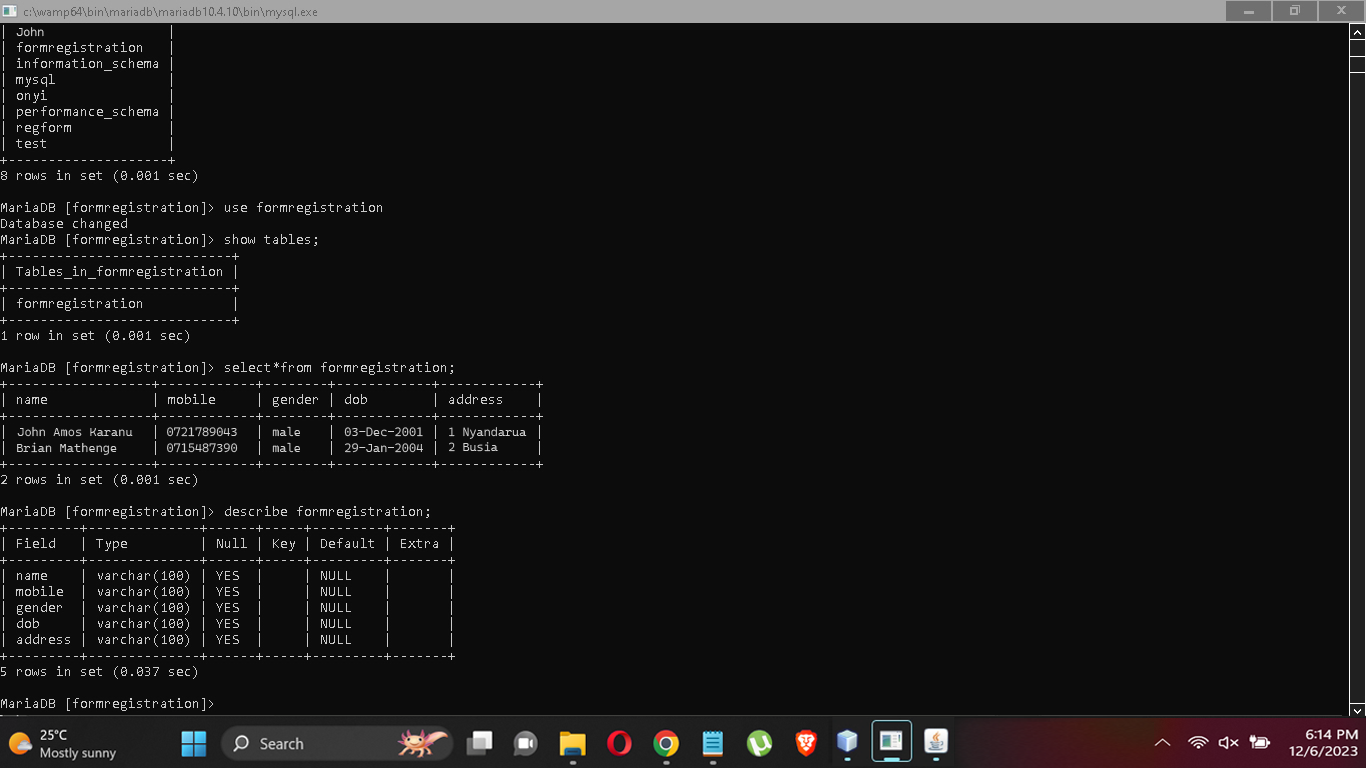 c:\wamp64\bin\mariadb\mariadb10.4.10\bin\mysql.exe
| John               |
| formregistration   |
| information_schema |
| mysql              |
| onyi               |
| performance_schema |
| regform            |
| test               |
+--------------------+
8 rows in set (0.001 sec)
MariaDB [formregistration]> use formregistration
Database changed
MariaDB [formregistration]> show tables;
+----------------------------+
| Tables_in_formregistration |
+----------------------------+
| formregistration           |
+----------------------------+
1 row in set (0.001 sec)
MariaDB [formregistration]> select*from formregistration;
+------------------+------------+--------+-------------+-------------+
| name             | mobile     | gender | dob         | address     |
+------------------+------------+--------+-------------+-------------+
| John Amos Karanu | 0721789043 | male   | 03-Dec-2001 | 1 Nyandarua |
| Brian Mathenge   | 0715487390 | male   | 29-Jan-2004 | 2 Busia     |
+------------------+------------+--------+-------------+-------------+
2 rows in set (0.001 sec)
MariaDB [formregistration]> describe formregistration;
+---------+--------------+------+-----+---------+-------+
| Field   | Type         | Null | Key | Default | Extra |
+---------+--------------+------+-----+---------+-------+
| name    | varchar(100) | YES  |     | NULL    |       |
| mobile  | varchar(100) | YES  |     | NULL    |       |
| gender  | varchar(100) | YES  |     | NULL    |       |
| dob     | varchar(100) | YES  |     | NULL    |       |
| address | varchar(100) | YES  |     | NULL    |       |
+---------+--------------+------+-----+---------+-------+
5 rows in set (0.037 sec)
MariaDB [formregistration]>
25°C
Mostly sunny
Search
6:14 PM
12/6/2023